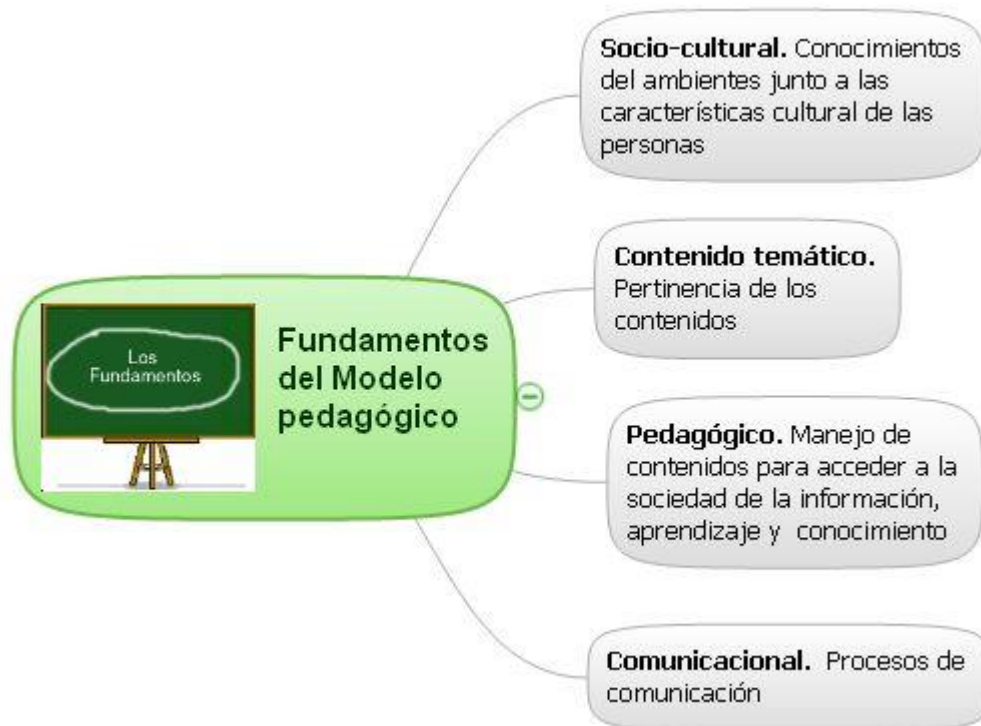 Socio-cultural. Conocimientos
del ambientes junto a las
características cultural de las
personas
Contenido temático.
Pertinencia de los
contenidos
Los
Fundamentos
Fundamentos
del Modelo
pedagógico
Pedagógico. Manejo de
contenidos para acceder a la
sociedad de la información,
aprendizaje y conocimiento
Comunicacional. Procesos de
comunicación